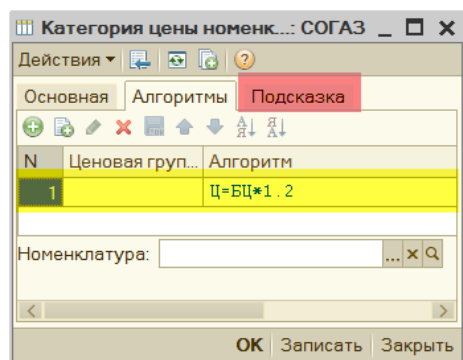 Категория цены номенк...: СОГАЗ
Действия
Основная Алгоритмы Подсказка
N Ценовая груп... Алгоритм
1 Ц=БЦ*1.2
Номенклатура: ...
OK Записать Закрыть